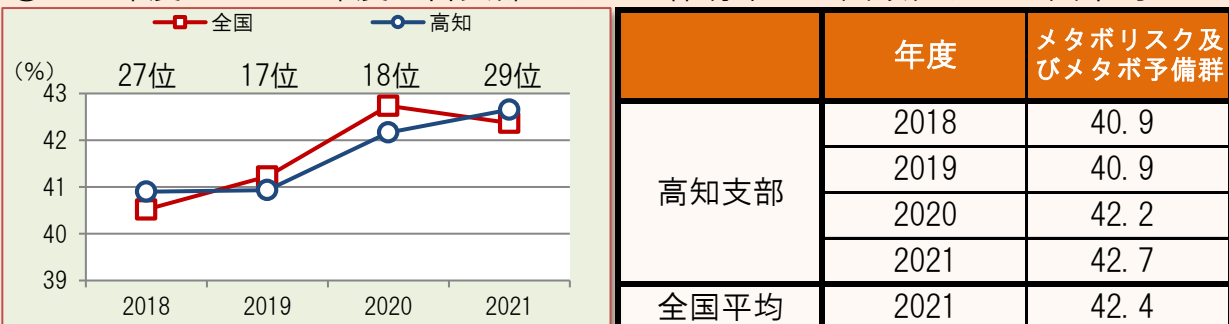 全国 高知
(%) 27位 17位 18位 29位
43
42
41
40
39
2018 2019 2020 2021
年度 メタボリスク及びメタボ予備群
高知支部
2018 40.9
2019 40.9
2020 42.2
2021 42.7
全国平均 2021 42.4